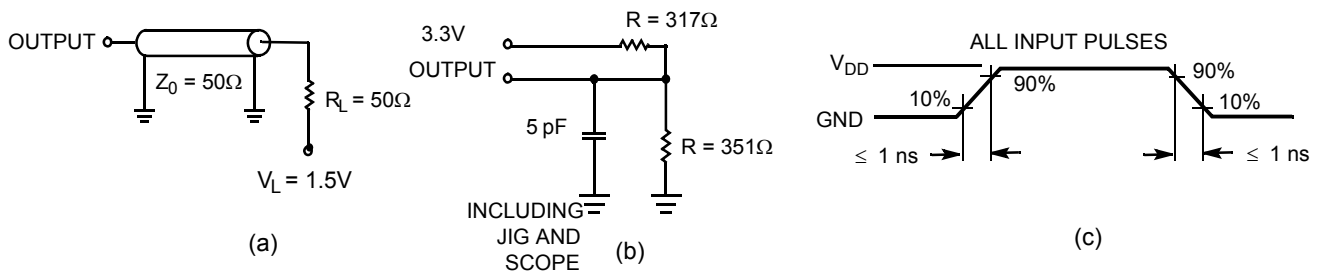 OUTPUT
Z0 = 50Ω
RL = 50Ω
VL = 1.5V
(a)
R = 317Ω
3.3V
OUTPUT
5 pF
R = 351Ω
INCLUDING
JIG AND
SCOPE
(b)
ALL INPUT PULSES
VDD
90%
90%
10%
10%
GND
≤ 1 ns
≤ 1 ns
(c)